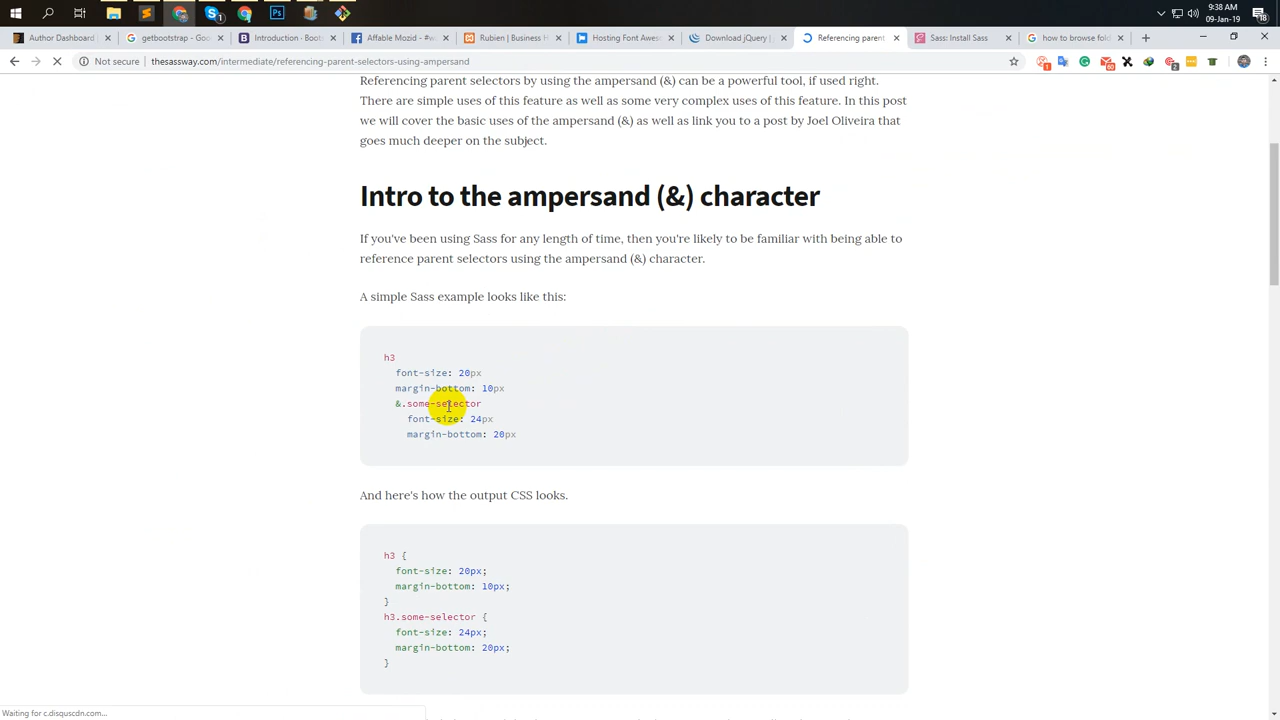 9:38 AM
09-Jan-19
18
1
Author Dashboard
getbootstrap - Goo
Introduction · Boots
Affable Mozid - #we
Rubien | Business H
Hosting Font Awes
Download jQuery |
Referencing parent
Sass: Install Sass
how to browse fold
Not secure
thesassway.com/intermediate/referencing-parent-selectors-using-ampersand
Referencing parent selectors by using the ampersand (&) can be a powerful tool, if used right.
There are simple uses of this feature as well as some very complex uses of this feature. In this post
we will cover the basic uses of the ampersand (&) as well as link you to a post by Joel Oliveira that
goes much deeper on the subject.
Intro to the ampersand (&) character
If you've been using Sass for any length of time, then you're likely to be familiar with being able to
reference parent selectors using the ampersand (&) character.
A simple Sass example looks like this:
h3
font-size: 20px
margin-bottom: 10px
&.some-selector
font-size: 24px
margin-bottom: 20px
And here's how the output CSS looks.
h3 {
font-size: 20px;
margin-bottom: 10px;
}
h3.some-selector {
font-size: 24px;
margin-bottom: 20px;
}
Waiting for c.disquscdn.com...